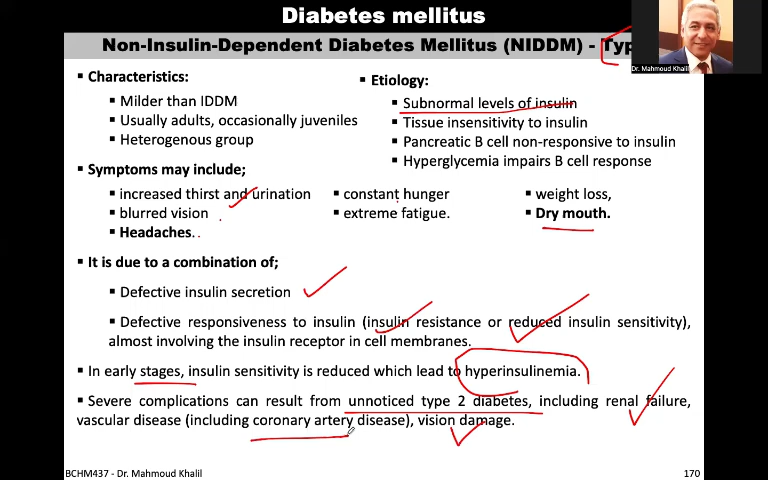 Diabetes mellitus
Non-Insulin-Dependent Diabetes Mellitus (NIDDM) - Typ
Dr. Mahmoud Khalil
▪ Characteristics:
▪ Milder than IDDM
▪ Usually adults, occasionally juveniles
▪ Heterogenous group
▪ Etiology:
▪ Subnormal levels of insulin
▪ Tissue insensitivity to insulin
▪ Pancreatic B cell non-responsive to insulin
▪ Hyperglycemia impairs B cell response
▪ Symptoms may include;
▪ increased thirst and urination ▪ constant hunger ▪ weight loss,
▪ blurred vision ▪ extreme fatigue. ▪ Dry mouth.
▪ Headaches.
▪ It is due to a combination of;
▪ Defective insulin secretion
▪ Defective responsiveness to insulin (insulin resistance or reduced insulin sensitivity),
almost involving the insulin receptor in cell membranes.
▪ In early stages, insulin sensitivity is reduced which lead to hyperinsulinemia.
▪ Severe complications can result from unnoticed type 2 diabetes, including renal failure,
vascular disease (including coronary artery disease), vision damage.
BCHM437 - Dr. Mahmoud Khalil 170